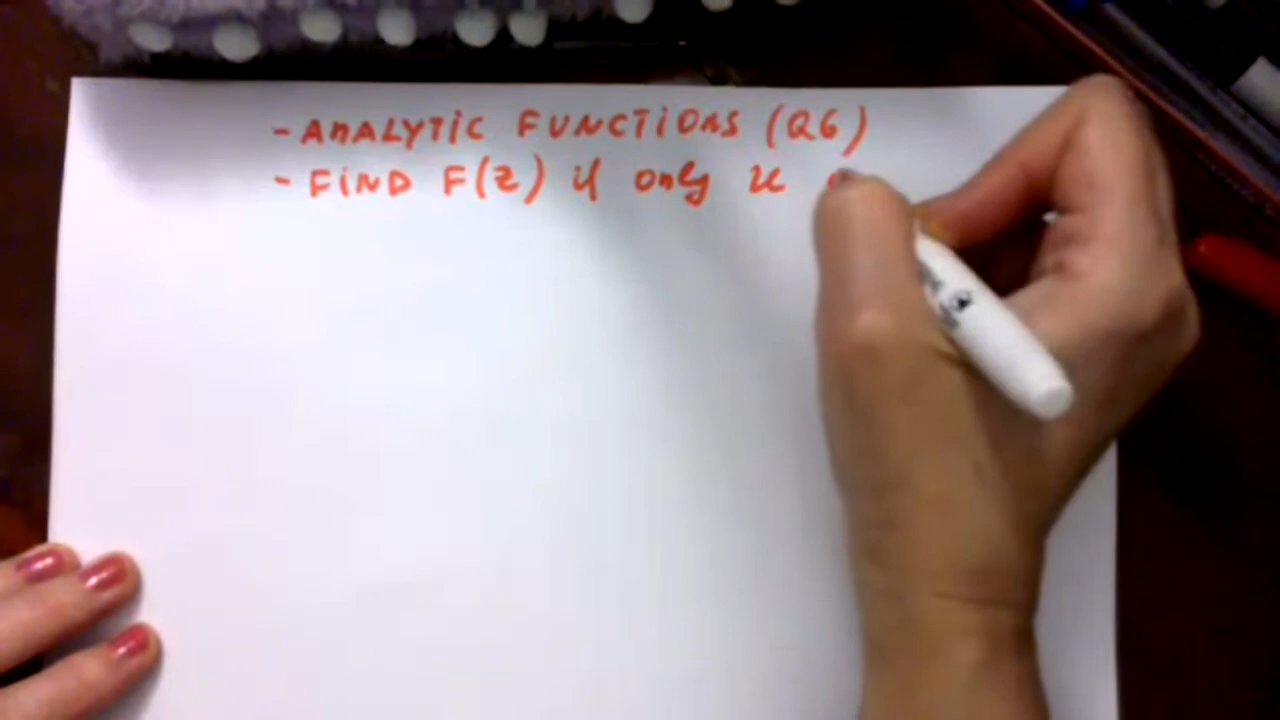 - ANALYTIC FUNCTIONS (Q6)
- FIND F(Z) if only u